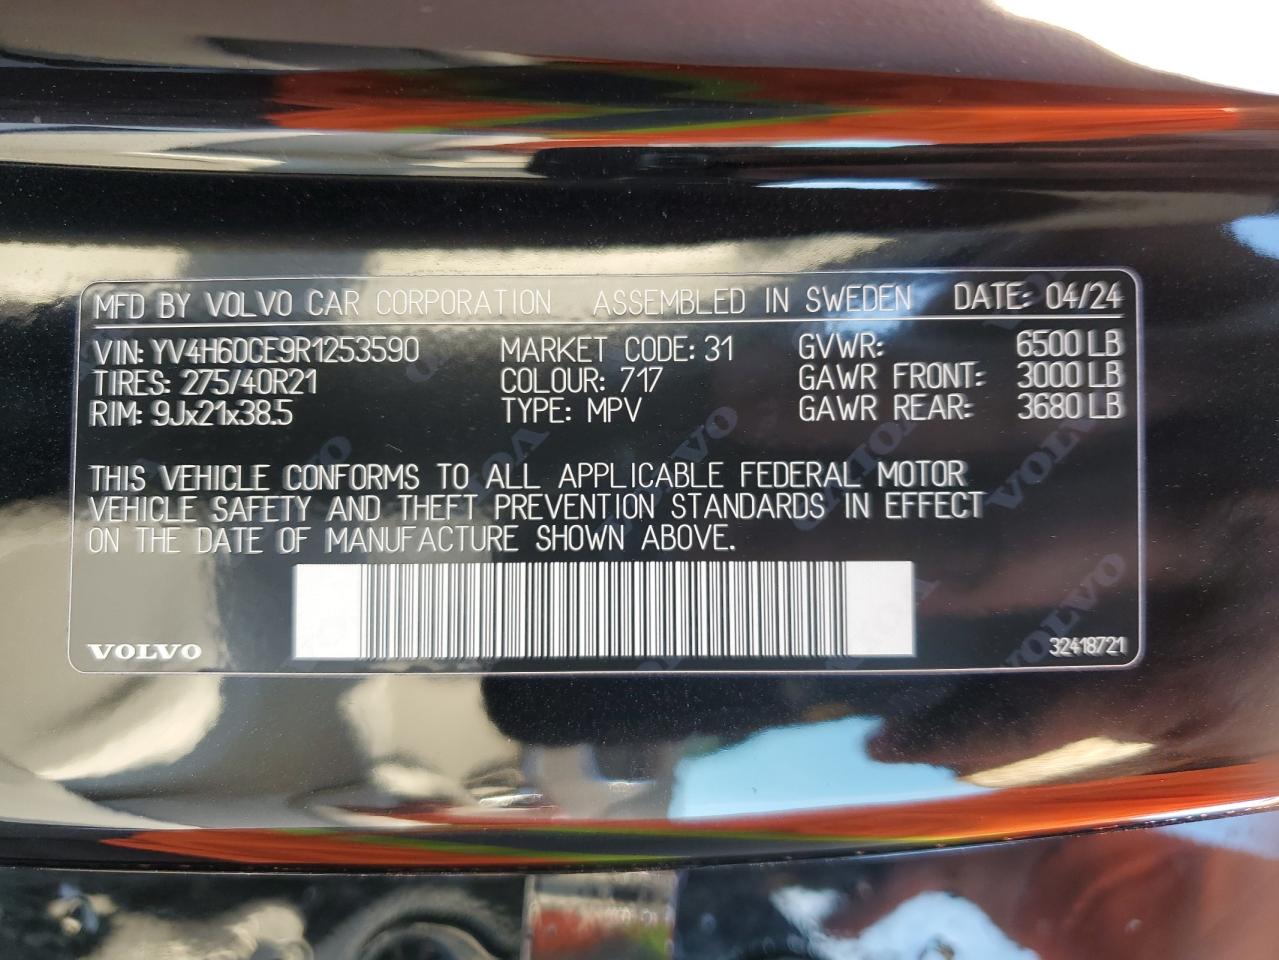 MFD BY VOLVO CAR CORPORATION ASSEMBLED IN SWEDEN DATE: 04/24
VIN: YV4H60CE9R1253590 MARKET CODE: 31 GVWR: 6500 LB
TIRES: 275/40R21 COLOUR: 717 GAWR FRONT: 3000 LB
RIM: 9Jx21x38.5 TYPE: MPV GAWR REAR: 3680 LB
THIS VEHICLE CONFORMS TO ALL APPLICABLE FEDERAL MOTOR
VEHICLE SAFETY AND THEFT PREVENTION STANDARDS IN EFFECT
ON THE DATE OF MANUFACTURE SHOWN ABOVE.
VOLVO 32418721